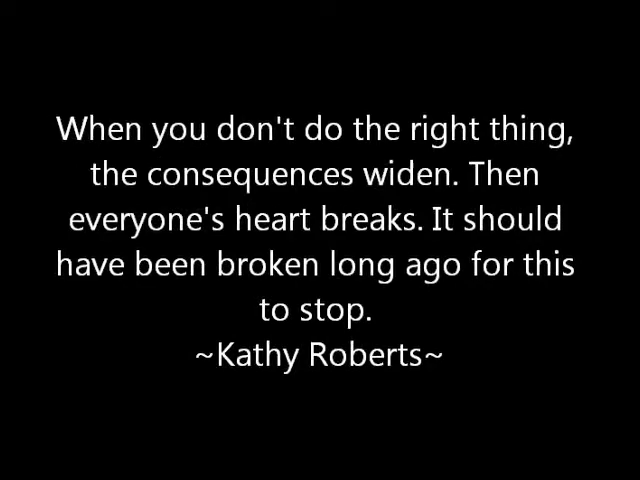 When you don't do the right thing,
the consequences widen. Then
everyone's heart breaks. It should
have been broken long ago for this
to stop.
~Kathy Roberts~